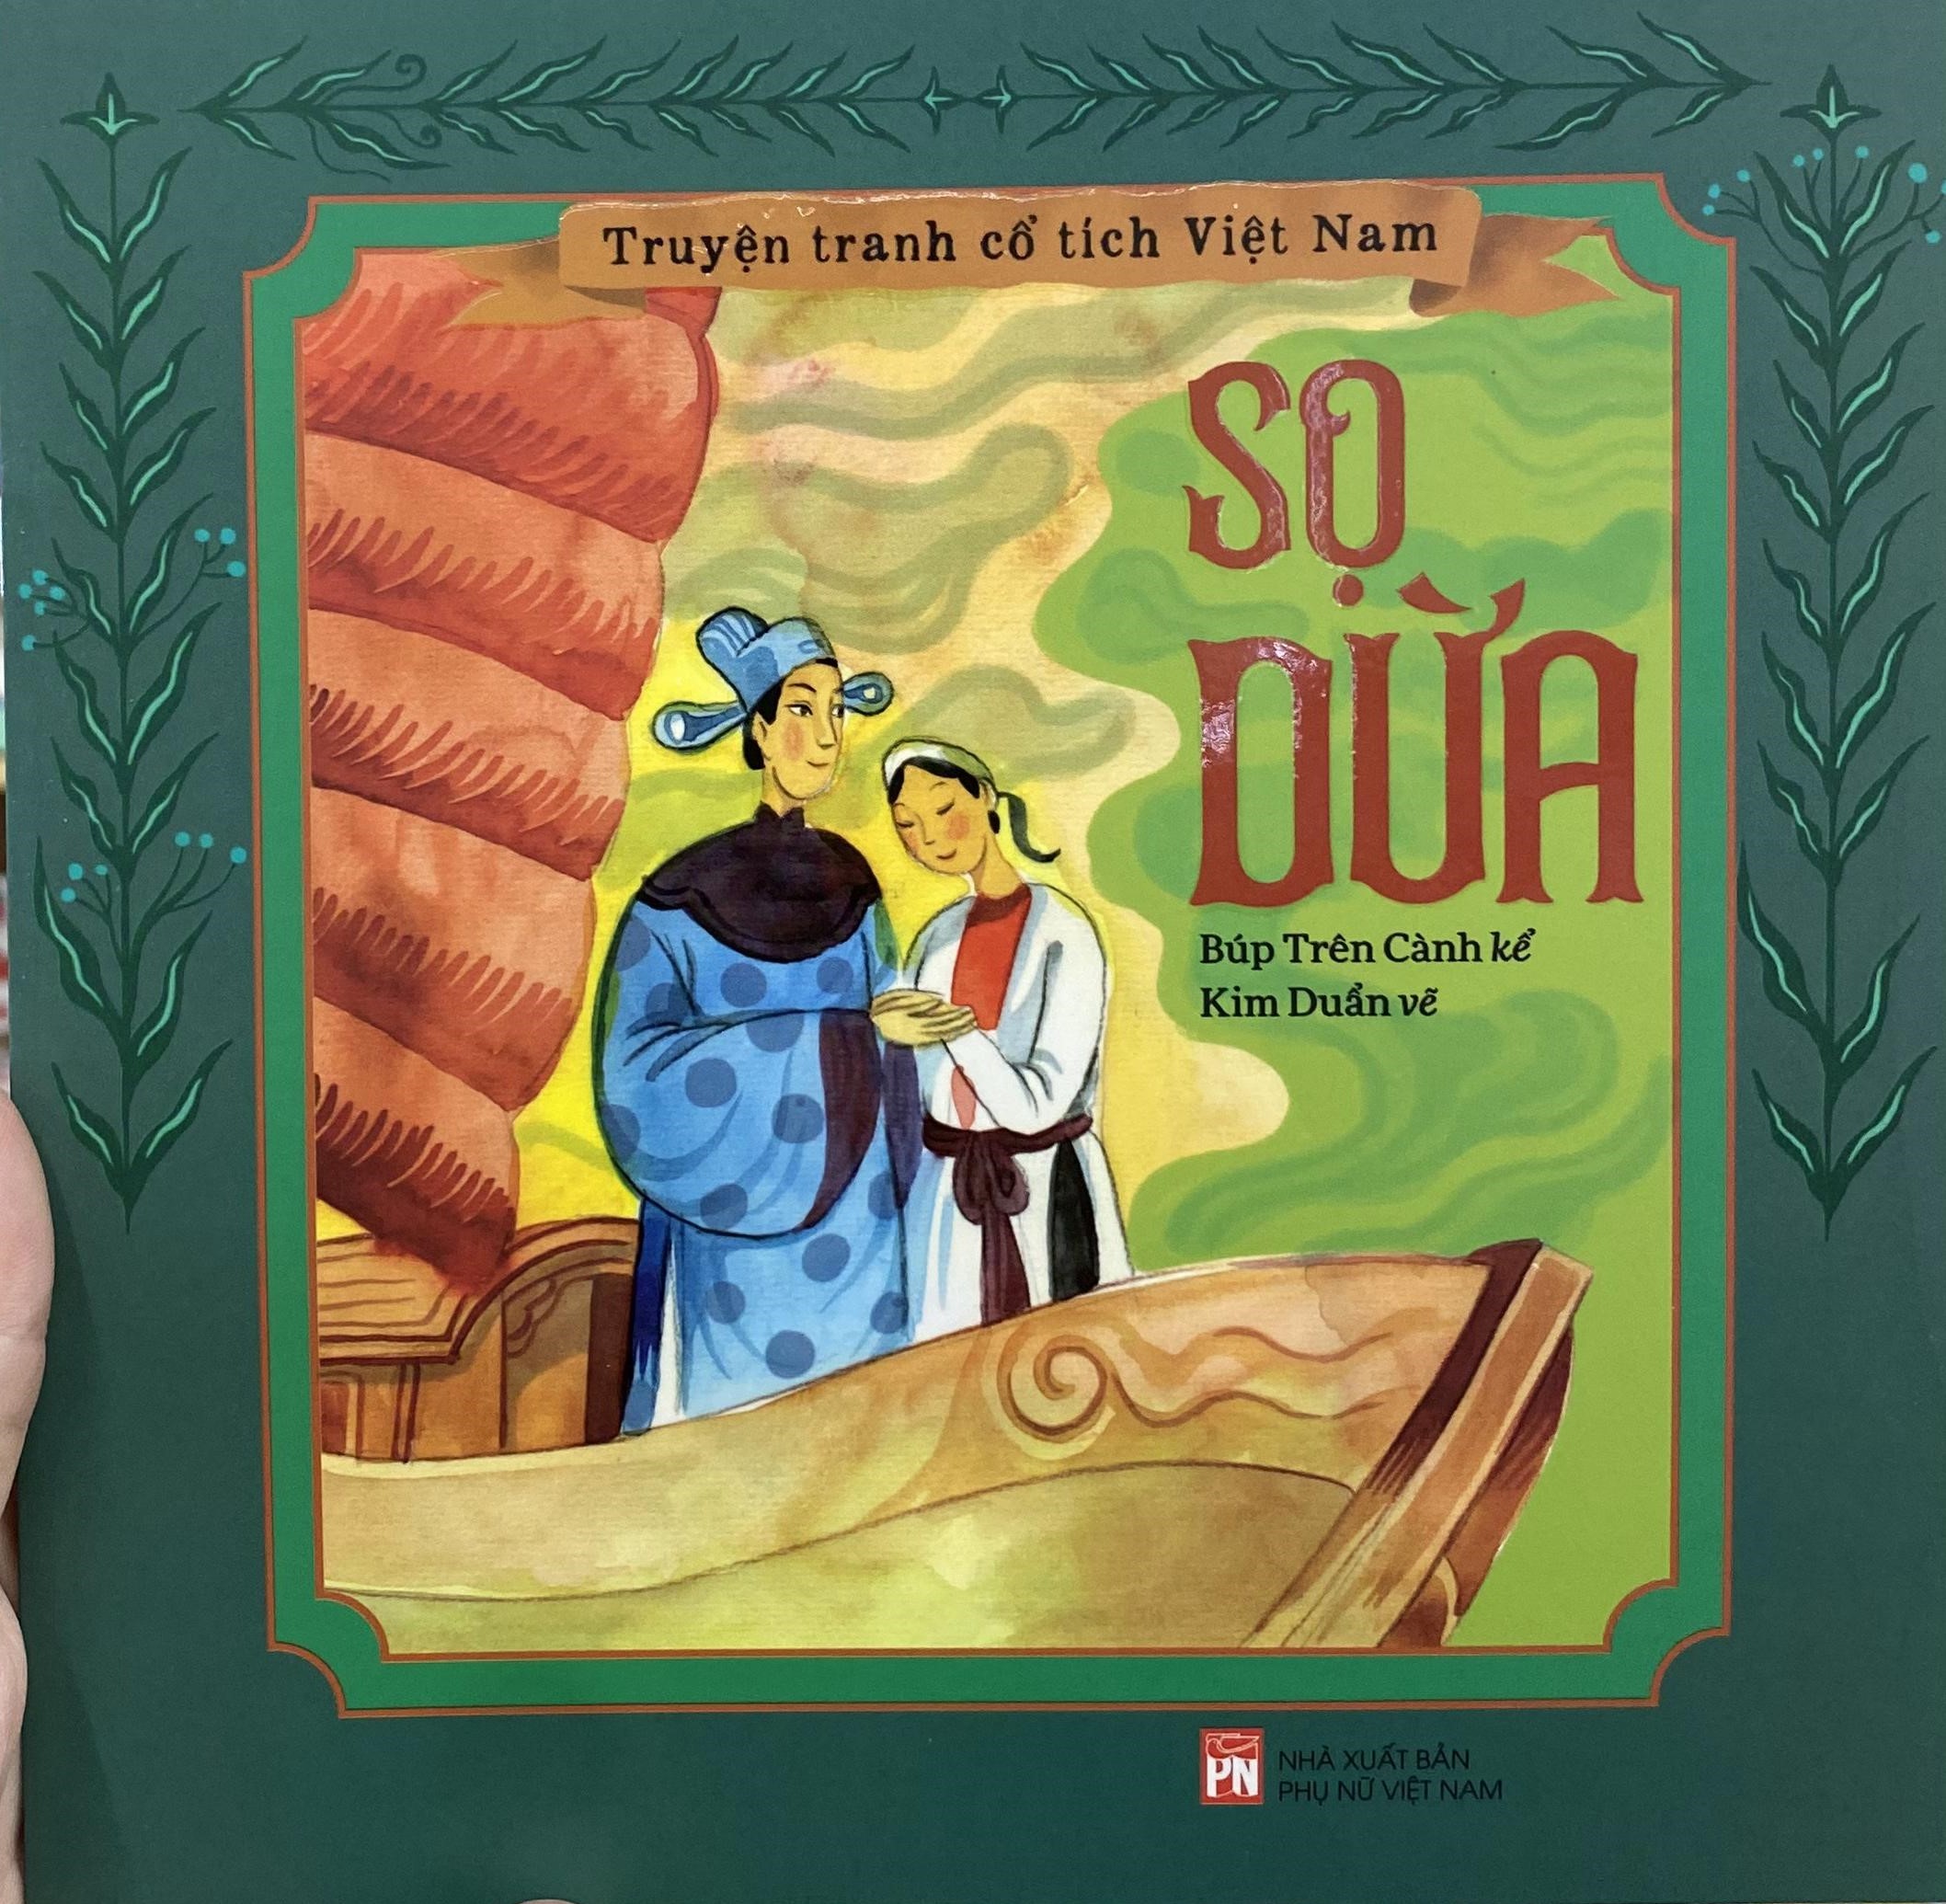 Truyện tranh cổ tích Việt Nam
SỌ
DỪA
Búp Trên Cành kể
Kim Duẩn vẽ
PN
NHÀ XUẤT BẢN
PHỤ NỮ VIỆT NAM